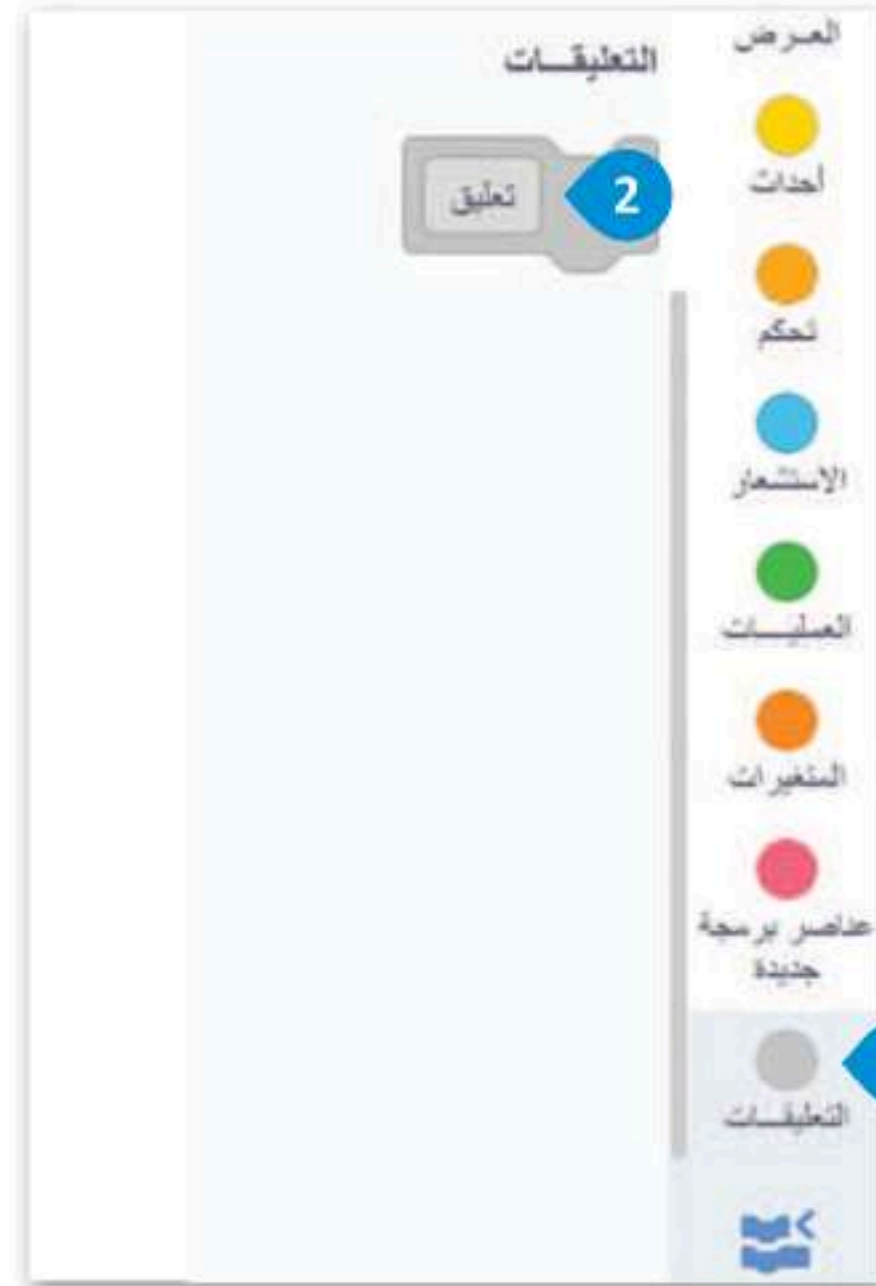 العرض
أحداث
تحكم
الاستشعار
العمليات
المتغيرات
عناصر برمجة
جديدة
التعليقات
التعليقات
تعليق
2